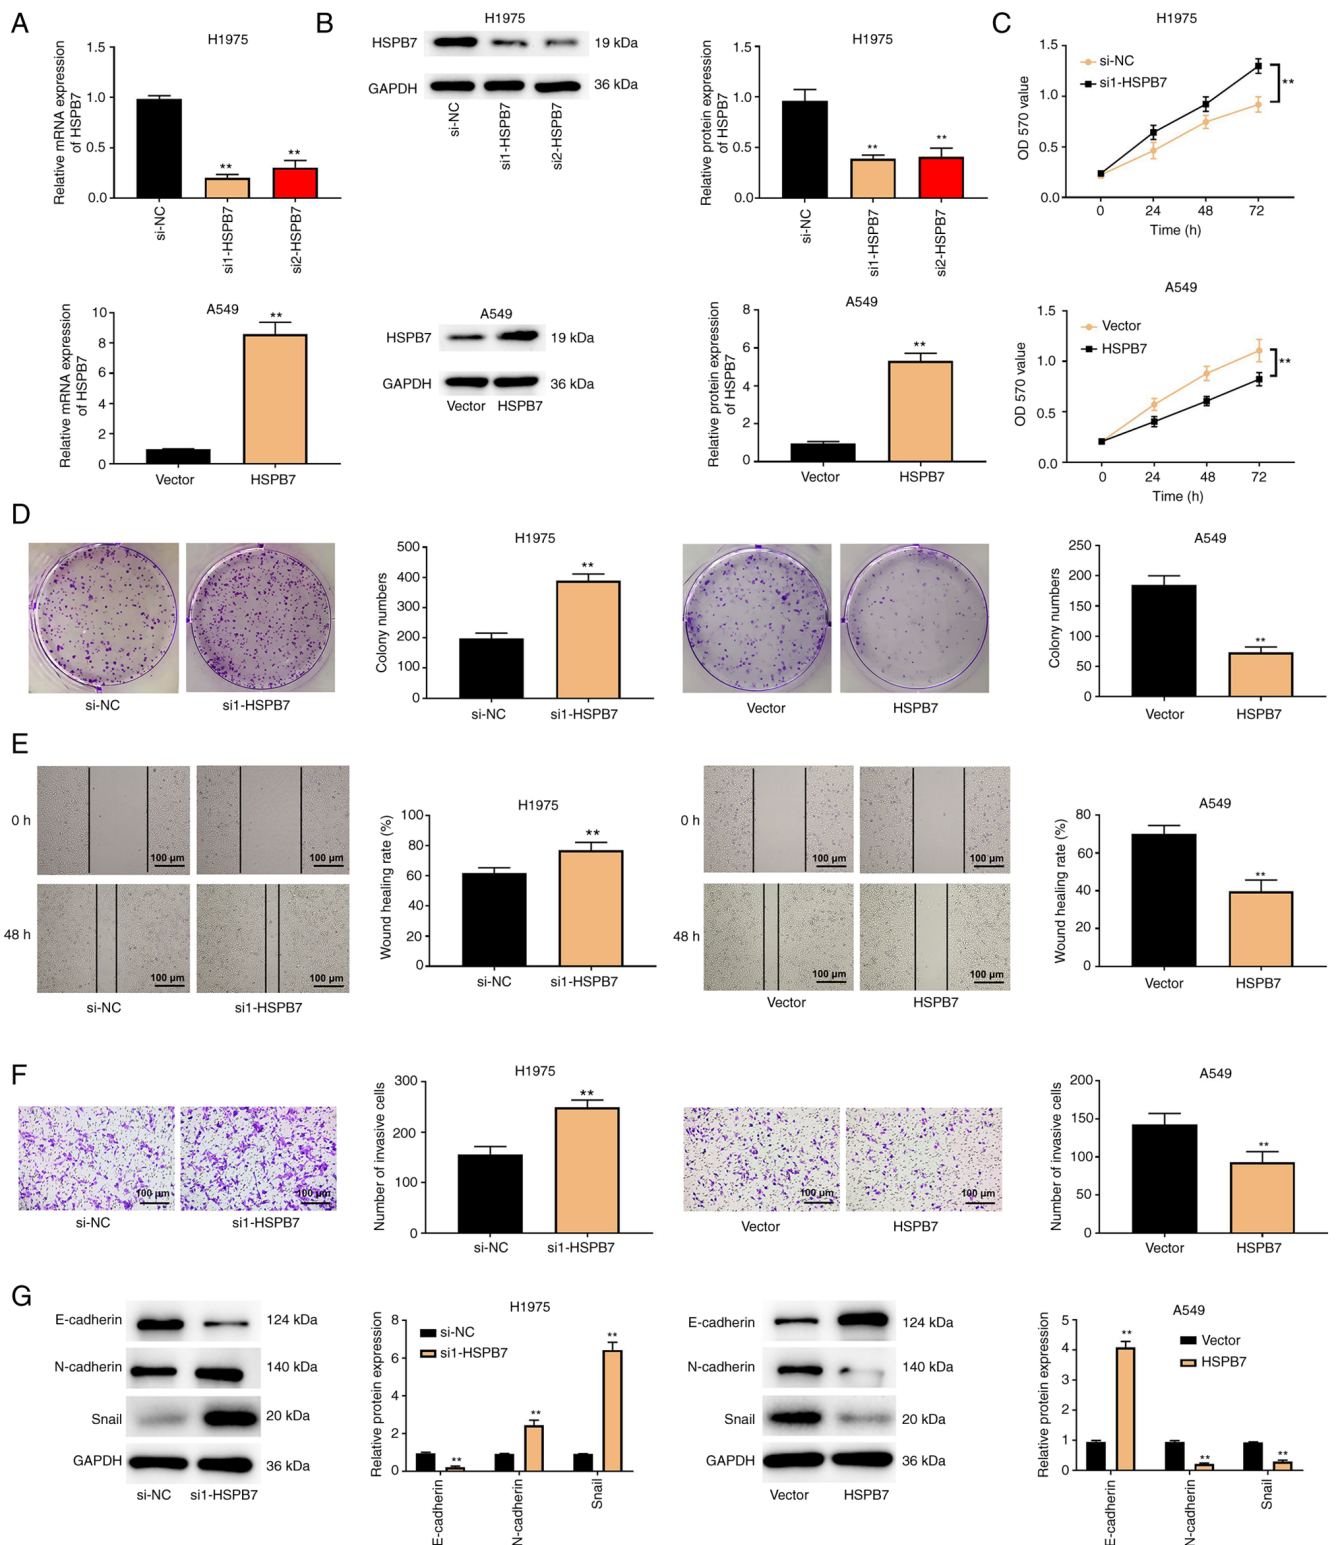 A
H1975
Relative mRNA expression
of HSPB7
1.5
1.0
0.5
0.0
**
**
si-NC
si1-HSPB7
si2-HSPB7
A549
Relative mRNA expression
of HSPB7
10
8
6
4
2
0
**
Vector
HSPB7
B
H1975
HSPB7
19 kDa
GAPDH
36 kDa
si-NC
si1-HSPB7
si2-HSPB7
H1975
Relative protein expression
of HSPB7
1.5
1.0
0.5
0.0
**
**
si-NC
si1-HSPB7
si2-HSPB7
A549
HSPB7
19 kDa
GAPDH
36 kDa
Vector
HSPB7
A549
Relative protein expression
of HSPB7
8
6
4
2
0
**
Vector
HSPB7
C
H1975
OD 570 value
1.5
1.0
0.5
0.0
si-NC
si1-HSPB7
**
0
24
48
72
Time (h)
A549
OD 570 value
1.5
1.0
0.5
0.0
Vector
HSPB7
**
0
24
48
72
Time (h)
D
si-NC
si1-HSPB7
H1975
Colony numbers
500
400
300
200
100
0
**
si-NC
si1-HSPB7
Vector
HSPB7
A549
Colony numbers
250
200
150
100
50
0
**
Vector
HSPB7
E
0 h
100 µm
100 µm
48 h
100 µm
100 µm
si-NC
si1-HSPB7
H1975
Wound healing rate (%)
100
80
60
40
20
0
**
si-NC
si1-HSPB7
0 h
100 µm
100 µm
48 h
100 µm
100 µm
Vector
HSPB7
A549
Wound healing rate (%)
80
60
40
20
0
**
Vector
HSPB7
F
100 µm
100 µm
si-NC
si1-HSPB7
H1975
Number of invasive cells
300
200
100
0
**
si-NC
si1-HSPB7
100 µm
100 µm
Vector
HSPB7
A549
Number of invasive cells
200
150
100
50
0
**
Vector
HSPB7
G
E-cadherin
124 kDa
N-cadherin
140 kDa
Snail
20 kDa
GAPDH
36 kDa
si-NC
si1-HSPB7
H1975
Relative protein expression
8
6
4
2
0
si-NC
si1-HSPB7
**
**
**
E-cadherin
N-cadherin
Snail
E-cadherin
124 kDa
N-cadherin
140 kDa
Snail
20 kDa
GAPDH
36 kDa
Vector
HSPB7
A549
Relative protein expression
5
4
3
2
1
0
Vector
HSPB7
**
**
**
E-cadherin
N-cadherin
Snail